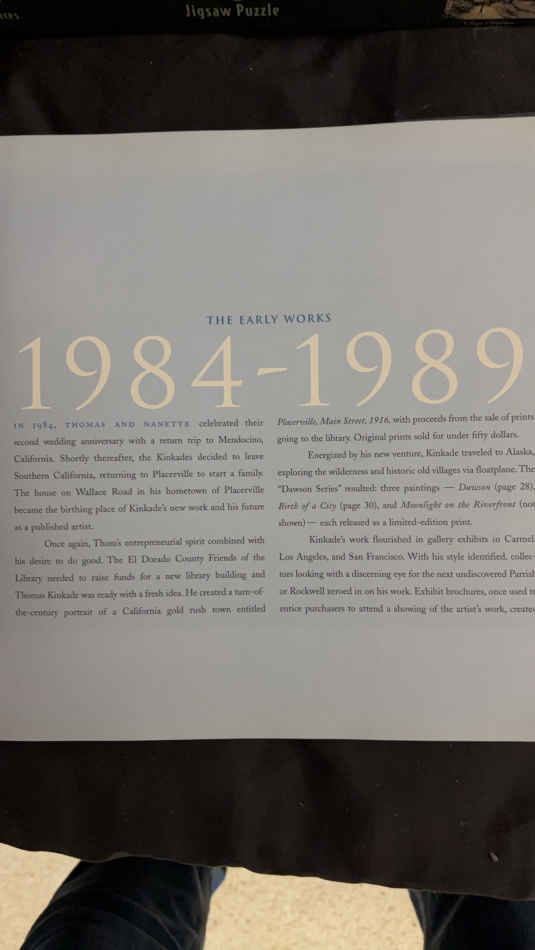 Jigsaw Puzzle
THE EARLY WORKS
1984-1989
IN 1984, THOMAS AND NANETTE celebrated their
second wedding anniversary with a return trip to Mendocino,
California. Shortly thereafter, the Kinkades decided to leave
Southern California, returning to Placerville to start a family.
The house on Wallace Road in his hometown of Placerville
became the birthing place of Kinkade's new work and his future
as a published artist.
Once again, Thom's entrepreneurial spirit combined with
his desire to do good. The El Dorado County Friends of the
Library needed to raise funds for a new library building and
Thomas Kinkade was ready with a fresh idea. He created a turn-of-
the-century portrait of a California gold rush town entitled
Placerville, Main Street, 1916, with proceeds from the sale of prints
going to the library. Original prints sold for under fifty dollars.
Energized by his new venture, Kinkade traveled to Alaska,
exploring the wilderness and historic old villages via floatplane. The
"Dawson Series" resulted: three paintings — Dawson (page 28),
Birth of a City (page 30), and Moonlight on the Riverfront (not
shown) — each released as a limited-edition print.
Kinkade's work flourished in gallery exhibits in Carmel
Los Angeles, and San Francisco. With his style identified, collec-
tors looking with a discerning eye for the next undiscovered Parrish
or Rockwell zeroed in on his work. Exhibit brochures, once used to
entice purchasers to attend a showing of the artist's work, create